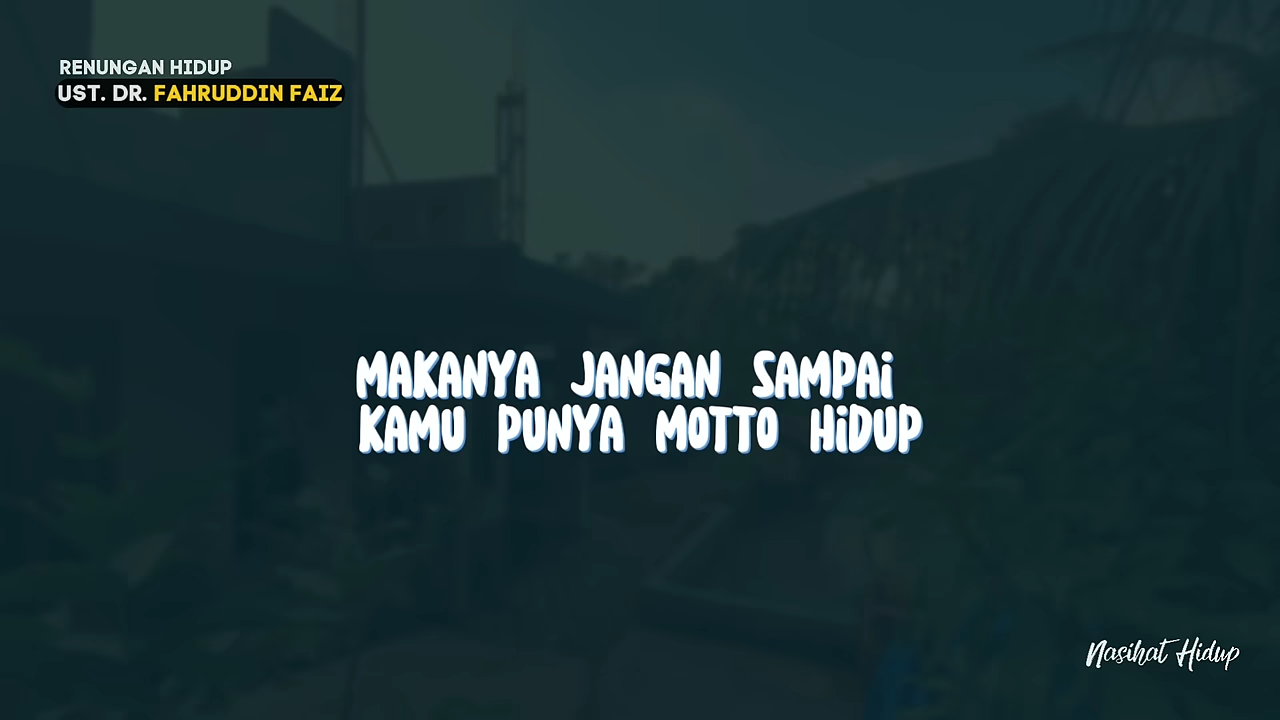 RENUNGAN HIDUP
UST. DR. FAHRUDDIN FAIZ
MAKANYA JANGAN SAMPAi
KAMU PUNYA MOTTO HiDUP
Nasihat Hidup